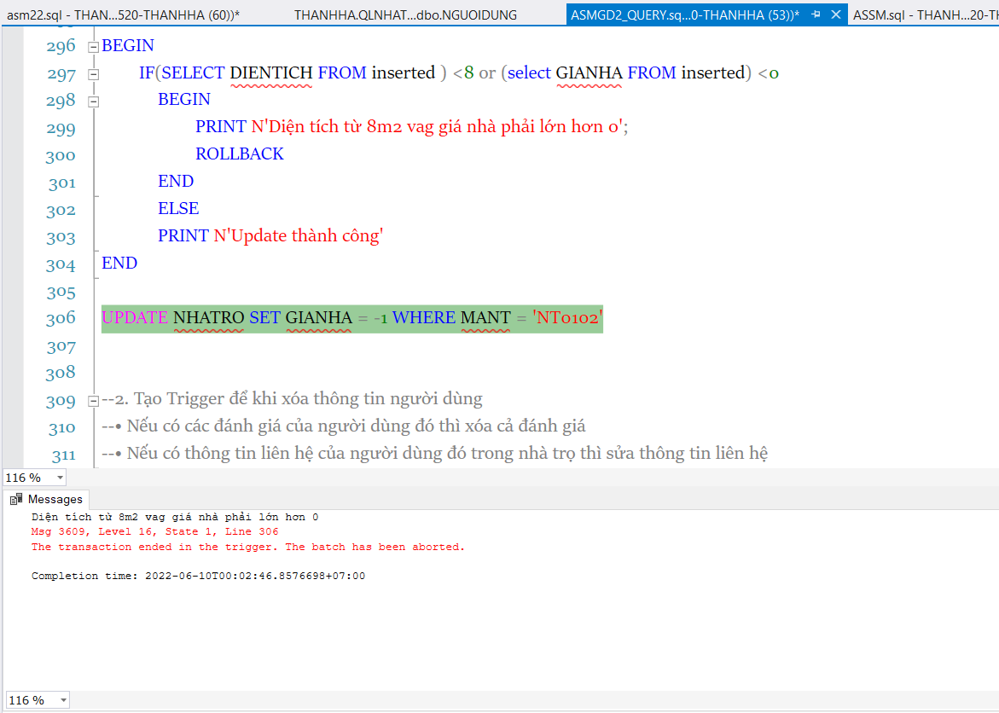 asm22.sql - THAN...520-THANHHA (60))*
THANHHA.QLNHAT...dbo.NGUOIDUNG
ASMGD2_QUERY.sq...0-THANHHA (53))*
ASSM.sql - THANH...20-TH
296 BEGIN
297 IF(SELECT DIENTICH FROM inserted ) <8 or (select GIANHA FROM inserted) <0
298 BEGIN
299 PRINT N'Diện tích từ 8m2 vag giá nhà phải lớn hơn 0';
300 ROLLBACK
301 END
302 ELSE
303 PRINT N'Update thành công'
304 END
305
306 UPDATE NHATRO SET GIANHA = -1 WHERE MANT = 'NT0102'
307
308
309 --2. Tạo Trigger để khi xóa thông tin người dùng
310 --• Nếu có các đánh giá của người dùng đó thì xóa cả đánh giá
311 --• Nếu có thông tin liên hệ của người dùng đó trong nhà trọ thì sửa thông tin liên hệ
116 %
Messages
Diện tích từ 8m2 vag giá nhà phải lớn hơn 0
Msg 3609, Level 16, State 1, Line 306
The transaction ended in the trigger. The batch has been aborted.
Completion time: 2022-06-10T00:02:46.8576698+07:00
116 %